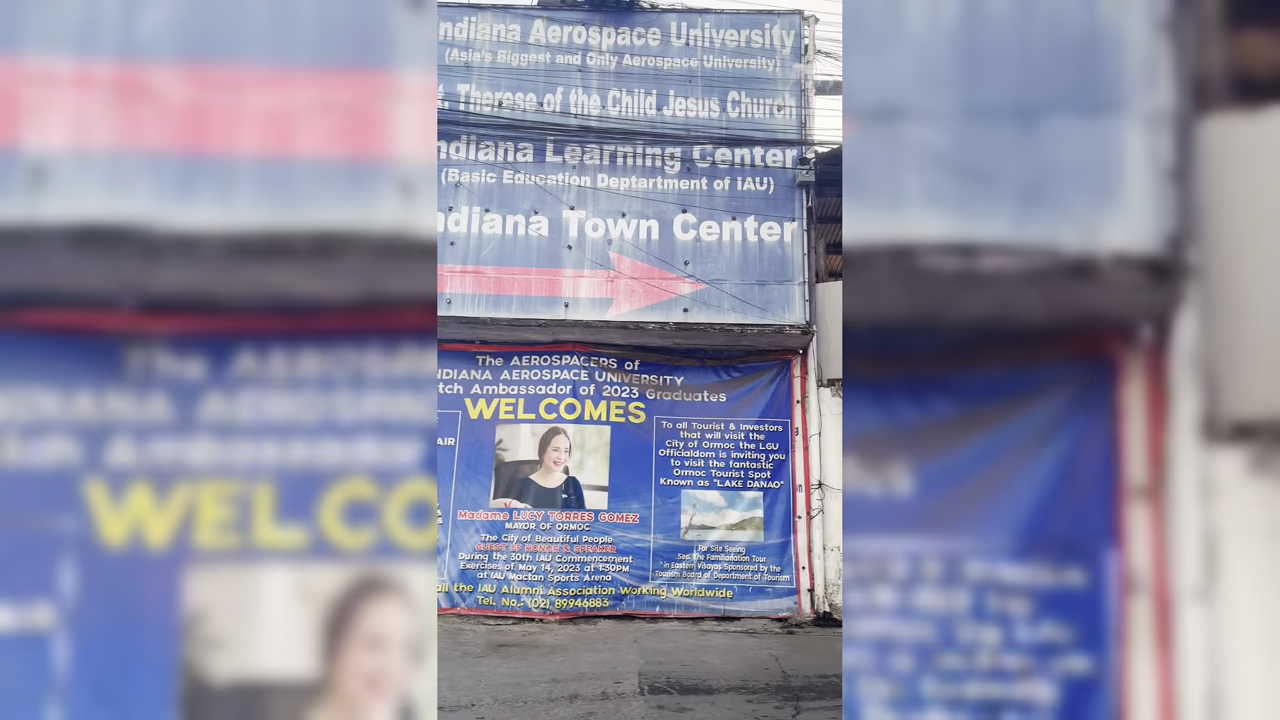 ndiana Aerospace University
(Asia's Biggest and Only Aerospace University)
t. Therese of the Child Jesus Church
ndiana Learning Center
(Basic Education Deptartment of IAU)
ndiana Town Center
The AEROSPACERS of
NDIANA AEROSPACE UNIVERSITY
tch Ambassador of 2023 Graduates
WELCOMES
AIR
Madame LUCY TORRES GOMEZ
MAYOR OF ORMOC
The City of Beautiful People
GUEST OF HONOR & SPEAKER
During the 30th IAU Commencement
Exercises of May 14, 2023 at 1:30PM
at IAU Mactan Sports Arena
To all Tourist & Investors
that will visit the
City of Ormoc the LGU
Officialdom is inviting you
to visit the fantastic
Ormoc Tourist Spot
Known as "LAKE DANAO"
For Site Seeing
See: The Familianation Tour
in Eastern Visayas Sponsored by the
Tourism Board of Department of Tourism
all the IAU Alumni Association Working Worldwide
Tel. No.: (02) 89946883